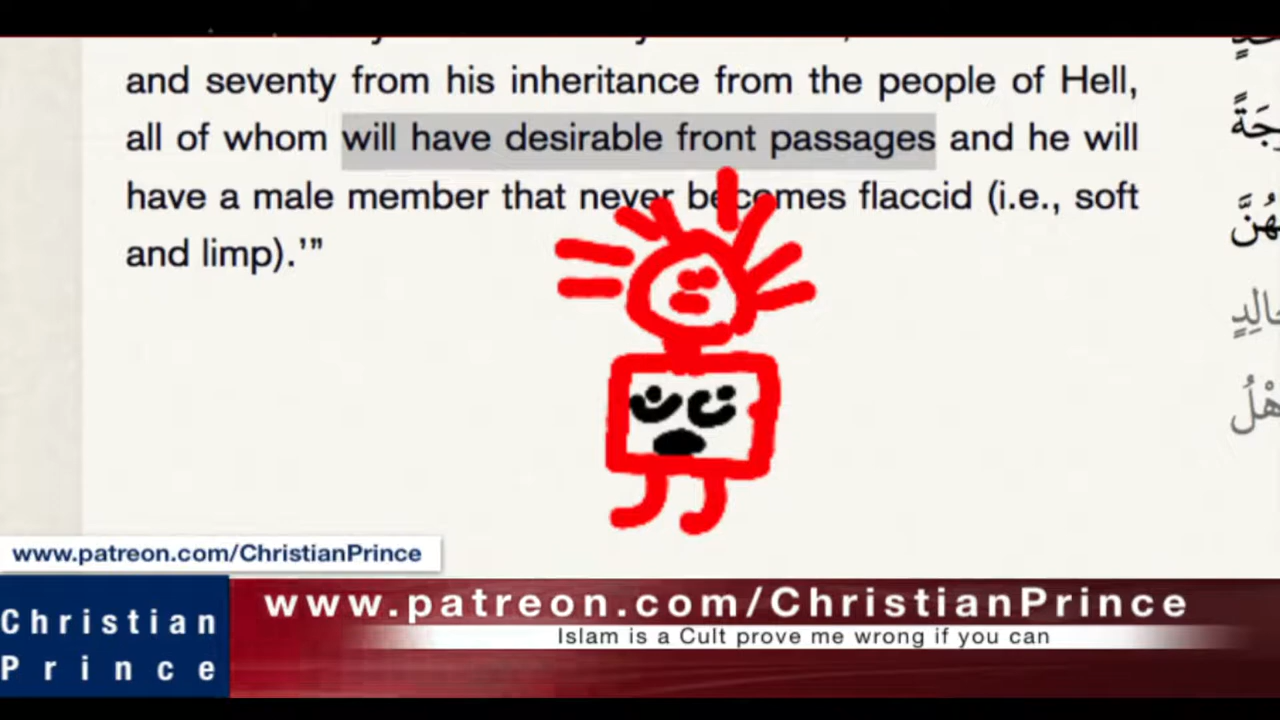 and seventy from his inheritance from the people of Hell,
all of whom will have desirable front passages and he will
have a male member that never becomes flaccid (i.e., soft
and limp).'”
www.patreon.com/ChristianPrince
Christian
Prince
www.patreon.com/ChristianPrince
Islam is a Cult prove me wrong if you can